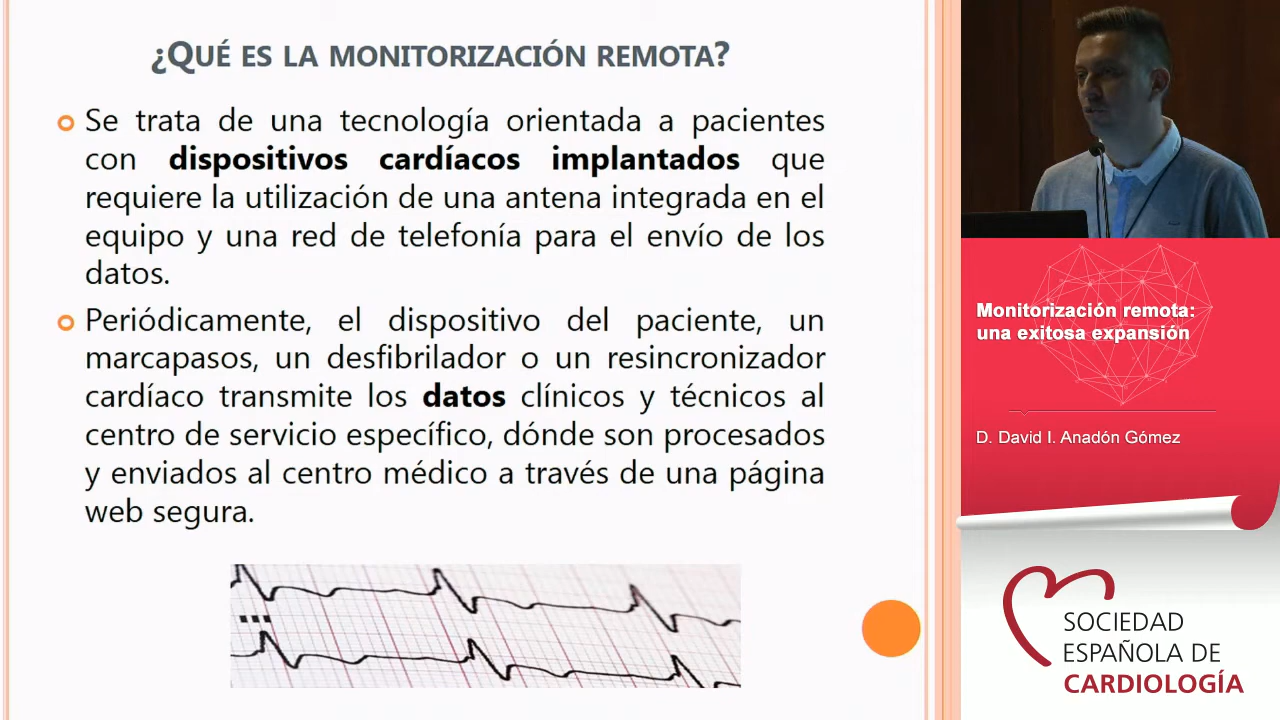 ¿QUÉ ES LA MONITORIZACIÓN REMOTA?
Se trata de una tecnología orientada a pacientes
con dispositivos cardíacos implantados que
requiere la utilización de una antena integrada en el
equipo y una red de telefonía para el envío de los
datos.
Periódicamente, el dispositivo del paciente, un
marcapasos, un desfibrilador o un resincronizador
cardíaco transmite los datos clínicos y técnicos al
centro de servicio específico, dónde son procesados
y enviados al centro médico a través de una página
web segura.
Monitorización remota:
una exitosa expansión
D. David I. Anadón Gómez
SOCIEDAD
ESPAÑOLA DE
CARDIOLOGÍA